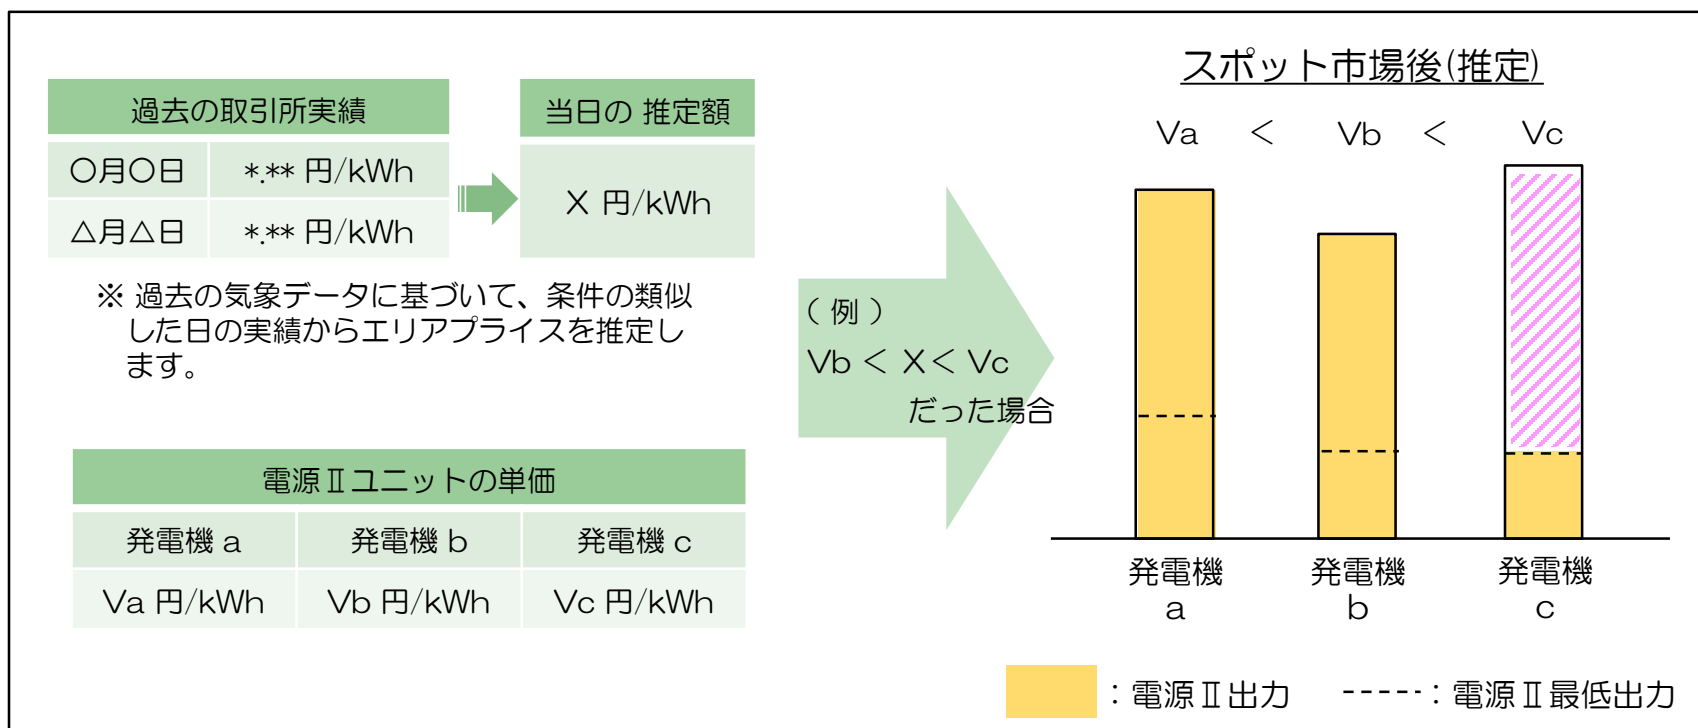 過去の取引所実績
〇月〇日 *.** 円/kWh
△月△日 *.** 円/kWh
当日の 推定額
X 円/kWh
※ 過去の気象データに基づいて、条件の類似
した日の実績からエリアプライスを推定し
ます。
電源Ⅱユニットの単価
発電機 a 発電機 b 発電機 c
Va 円/kWh Vb 円/kWh Vc 円/kWh
（ 例 ）
Vb ＜ X＜ Vc
だった場合
スポット市場後(推定)
Va ＜ Vb ＜ Vc
発電機 発電機 発電機
a b c
：電源Ⅱ出力 ：電源Ⅱ最低出力